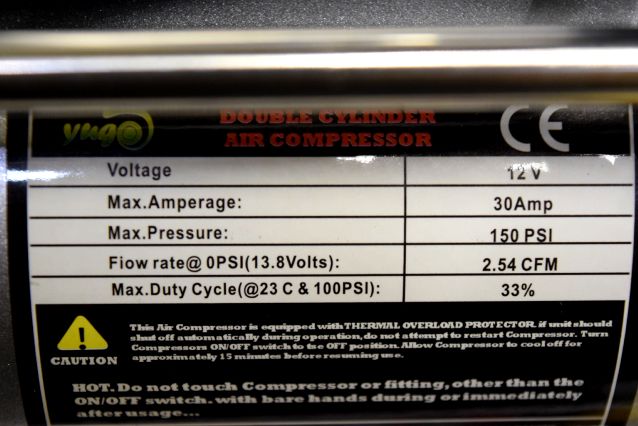 yugo
DOUBLE CYLINDER
AIR COMPRESSOR
CE
Voltage 12 V
Max.Amperage: 30Amp
Max.Pressure: 150 PSI
Fiow rate@ 0PSI(13.8Volts): 2.54 CFM
Max.Duty Cycle(@23 C & 100PSI): 33%
CAUTION
This Air Compressor is equipped with THERMAL OVERLOAD PROTECTOR. if unit should
shut off automatically during operation, do not attempt to restart Compressor. Turn
Compressors ON/OFF switch to tse OFF position. Allow Compressor to cool off for
approximately 15 minutes before resuming use.
HOT. Do not touch Compressor or fitting, other than the
ON/OFF switch. with bare hands during or immediately
after usage...